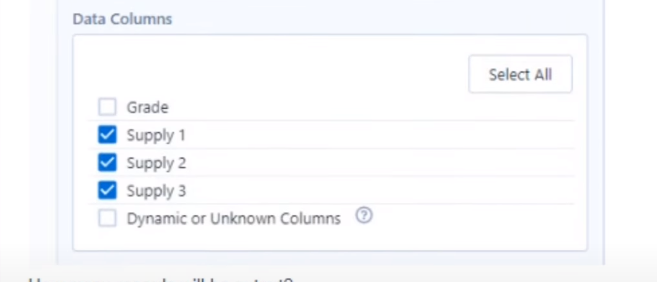 Data Columns
Select All
Grade
Supply 1
Supply 2
Supply 3
Dynamic or Unknown Columns